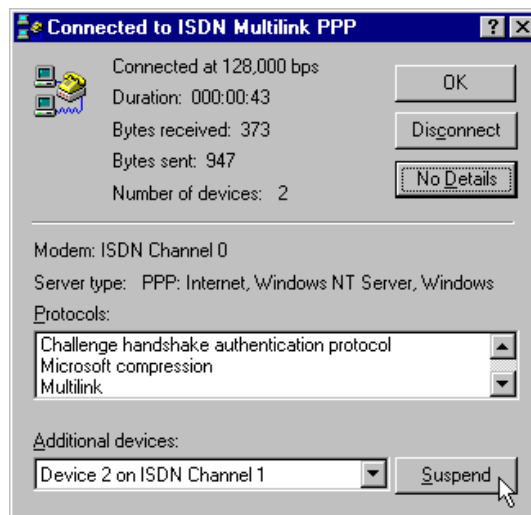 Connected to ISDN Multilink PPP
Connected at 128,000 bps
Duration: 000:00:43
Bytes received: 373
Bytes sent: 947
Number of devices: 2
OK
Disconnect
No Details
Modem: ISDN Channel 0
Server type: PPP: Internet, Windows NT Server, Windows
Protocols:
Challenge handshake authentication protocol
Microsoft compression
Multilink
Additional devices:
Device 2 on ISDN Channel 1
Suspend